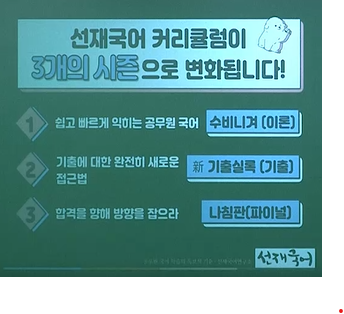 선재국어 커리큘럼이
3개의 시즌으로 변화됩니다!
1 쉽고 빠르게 익히는 공무원 국어 수비니겨 (이론)
2 기출에 대한 완전히 새로운
접근법
新 기출실록 (기출)
3 합격을 향해 방향을 잡으라 나침판(파이널)
선재국어